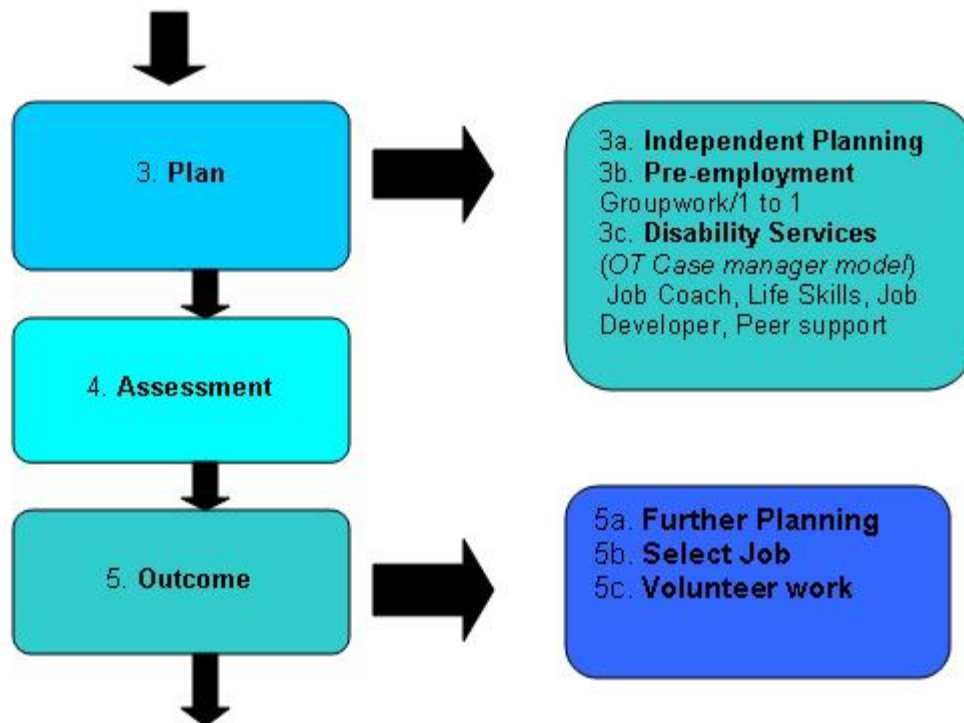 3. Plan
3a. Independent Planning
3b. Pre-employment
Groupwork/1 to 1
3c. Disability Services
(OT Case manager model)
Job Coach, Life Skills, Job
Developer, Peer support
4. Assessment
5. Outcome
5a. Further Planning
5b. Select Job
5c. Volunteer work